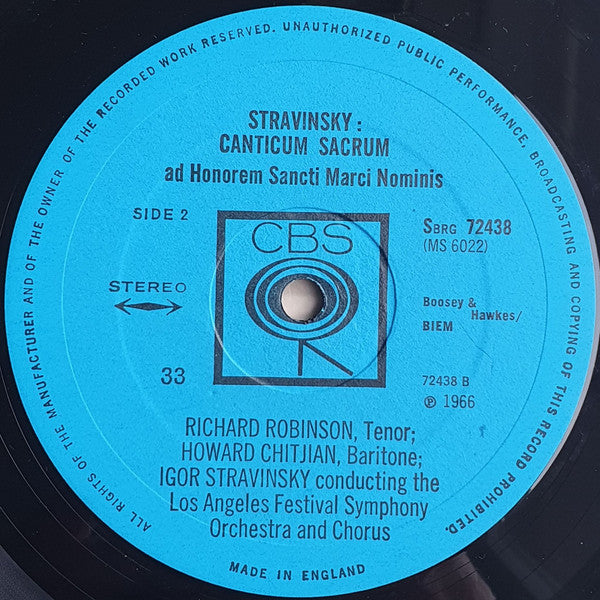 ALL RIGHTS OF THE MANUFACTURER AND OF THE OWNER OF THE RECORDED WORK RESERVED. UNAUTHORIZED PUBLIC PERFORMANCE, BROADCASTING AND COPYING OF THIS RECORD PROHIBITED.
STRAVINSKY:
CANTICUM SACRUM
ad Honorem Sancti Marci Nominis
SIDE 2
CBS
SBRG 72438
(MS 6022)
STEREO
Boosey &
Hawkes/
BIEM
33
72438 B
℗ 1966
RICHARD ROBINSON, Tenor;
HOWARD CHITJIAN, Baritone;
IGOR STRAVINSKY conducting the
Los Angeles Festival Symphony
Orchestra and Chorus
MADE IN ENGLAND